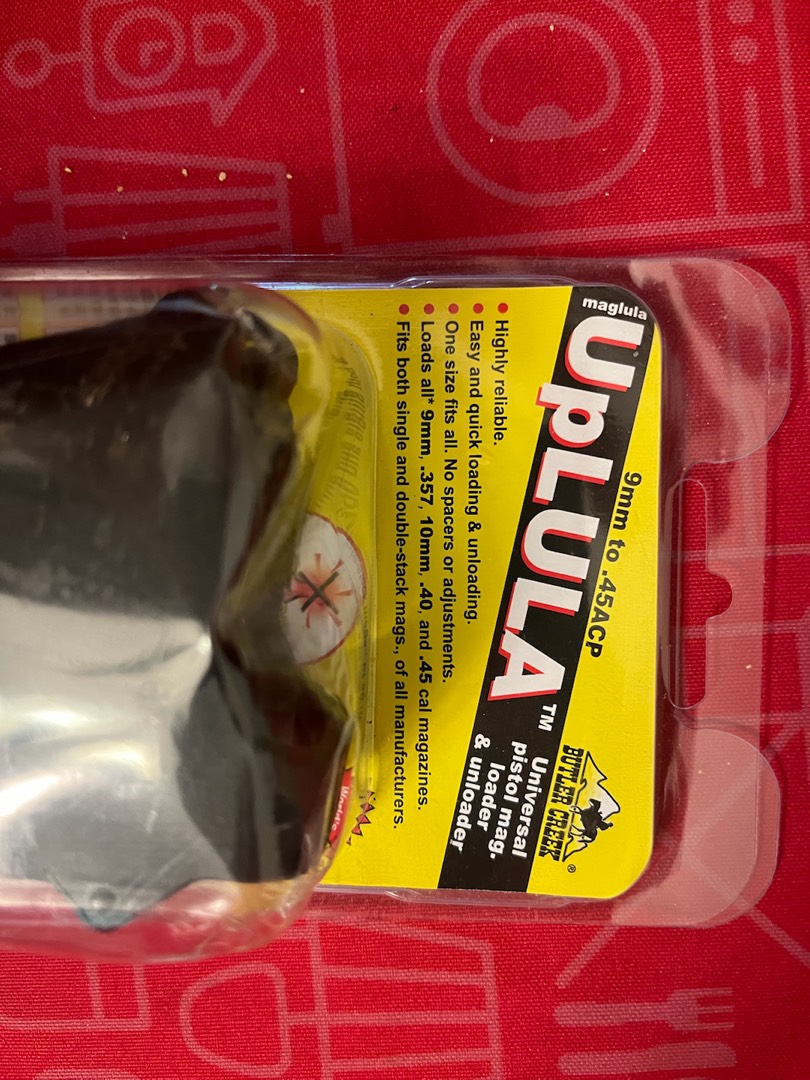 9mm to .45ACP
BUTLER CREEK®
maglula
UpLULA™
Universal
pistol mag.
loader
& unloader
• Highly reliable.
• Easy and quick loading & unloading.
• One size fits all. No spacers or adjustments.
• Loads all* 9mm, .357, 10mm, .40, and .45 cal magazines.
• Fits both single and double-stack mags., of all manufacturers.